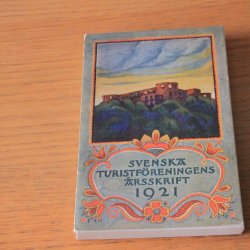 SVENSKA
TURISTFÖRENINGENS
ÅRSSKRIFT
1921